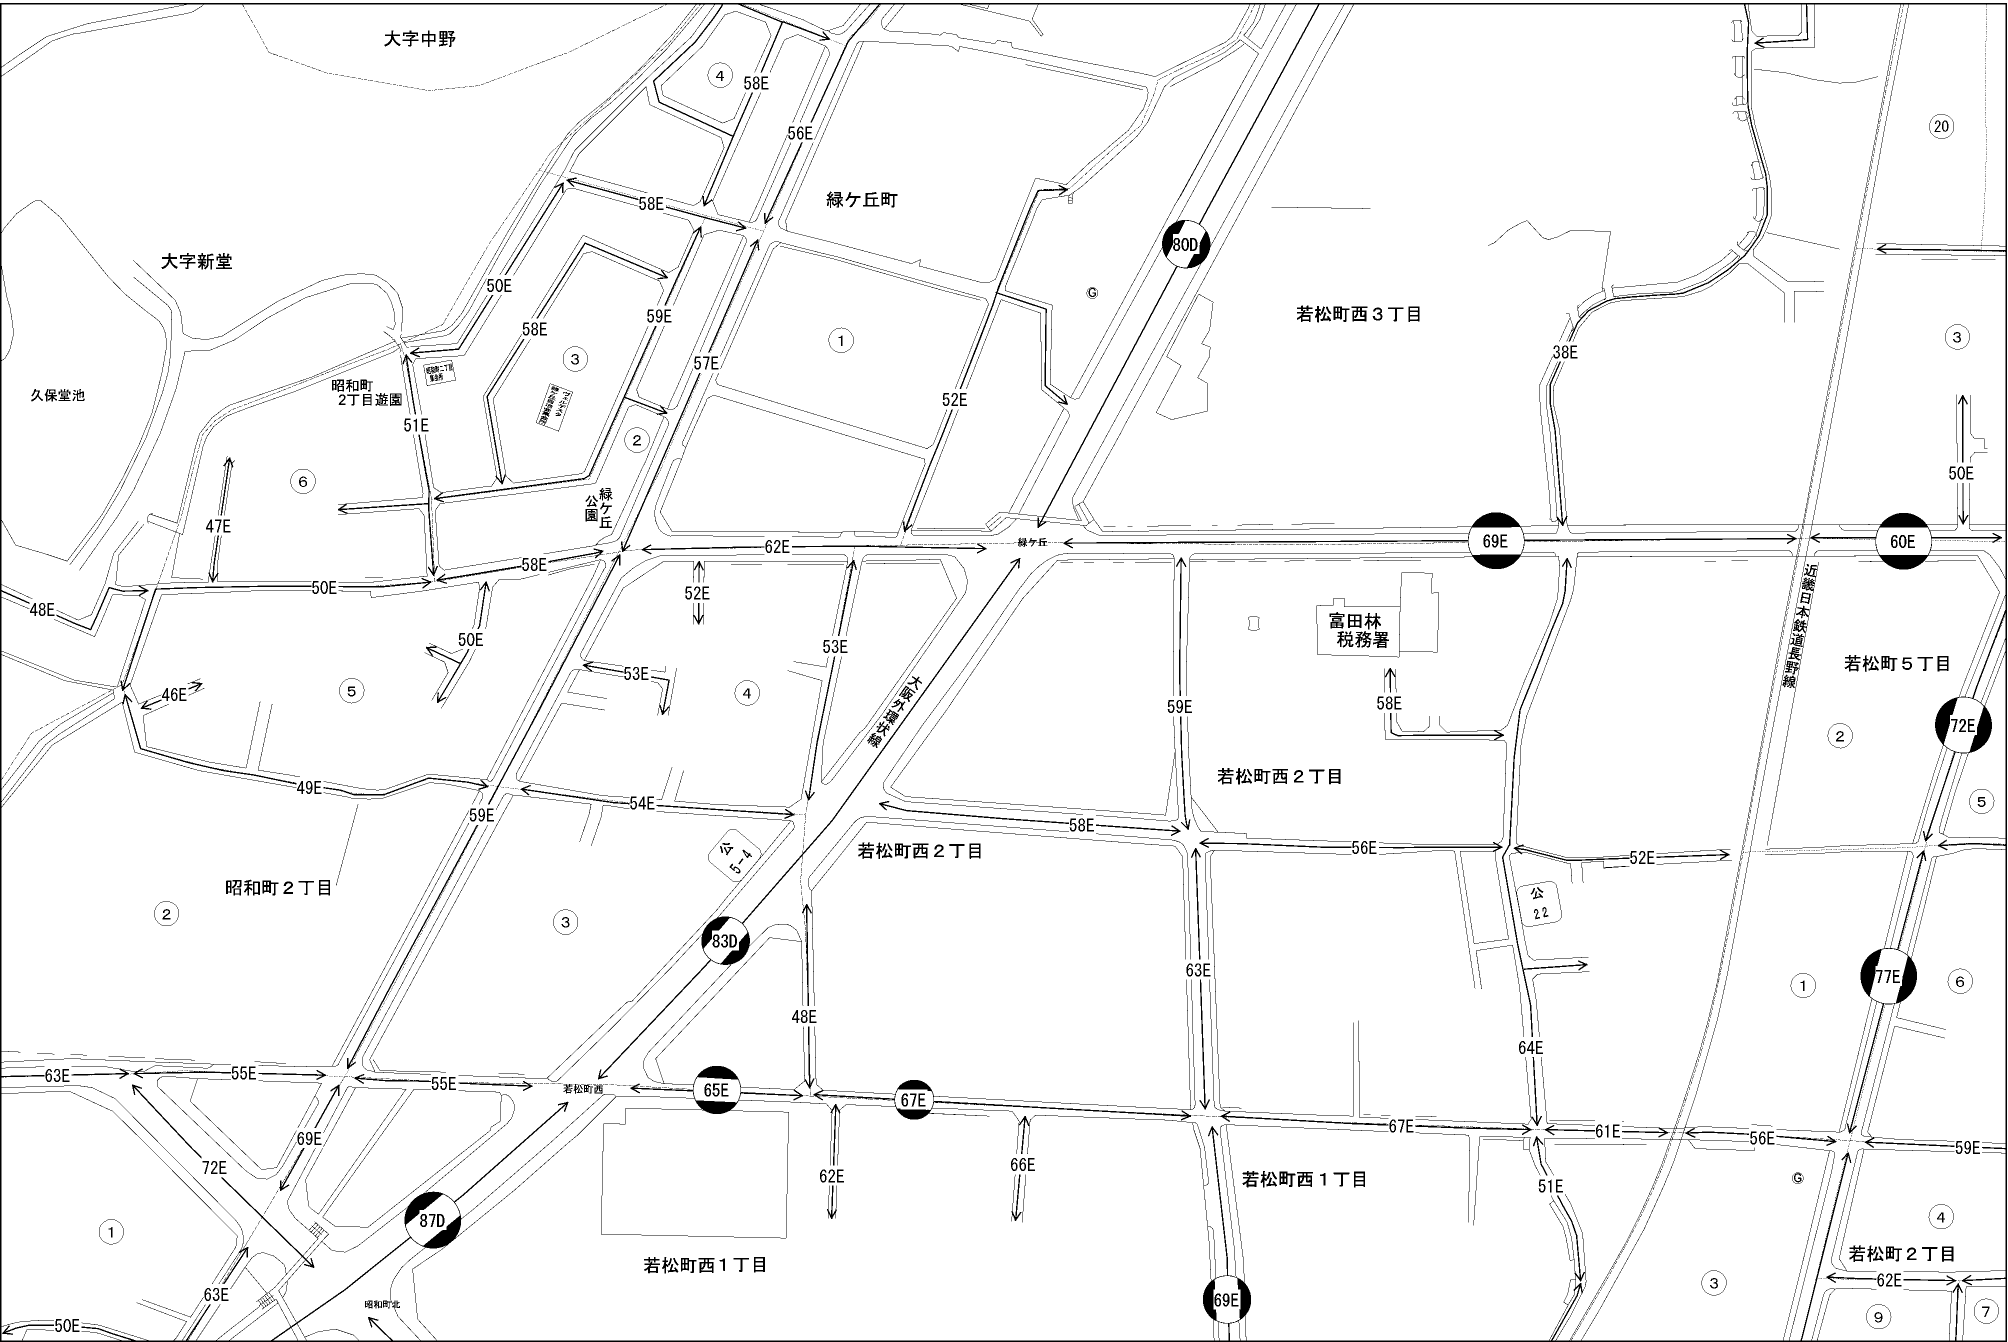 大字中野
④
58E
56E
⑳
58E
緑ケ丘町
80D
大字新堂
50E
G
58E
59E
③
①
57E
若松町西３丁目
38E
③
久保堂池
昭和町
2丁目遊園
昭和町二丁目
集会所
51E
52E
②
⑥
緑ケ丘
公園
50E
47E
62E
緑ケ丘
69E
60E
58E
50E
48E
52E
近畿日本鉄道長野線
富田林
税務署
50E
53E
53E
若松町５丁目
46E
⑤
④
大阪外環状線
59E
58E
72E
②
若松町西２丁目
49E
54E
59E
⑤
58E
56E
52E
若松町西２丁目
公
5-4
昭和町２丁目
公
22
②
③
83D
63E
77E
①
⑥
48E
64E
63E
55E
55E
若松町西
65E
67E
67E
61E
56E
59E
69E
72E
62E
66E
若松町西１丁目
51E
G
①
87D
④
若松町西１丁目
若松町２丁目
62E
③
63E
昭和町北
69E
50E
⑨
⑦